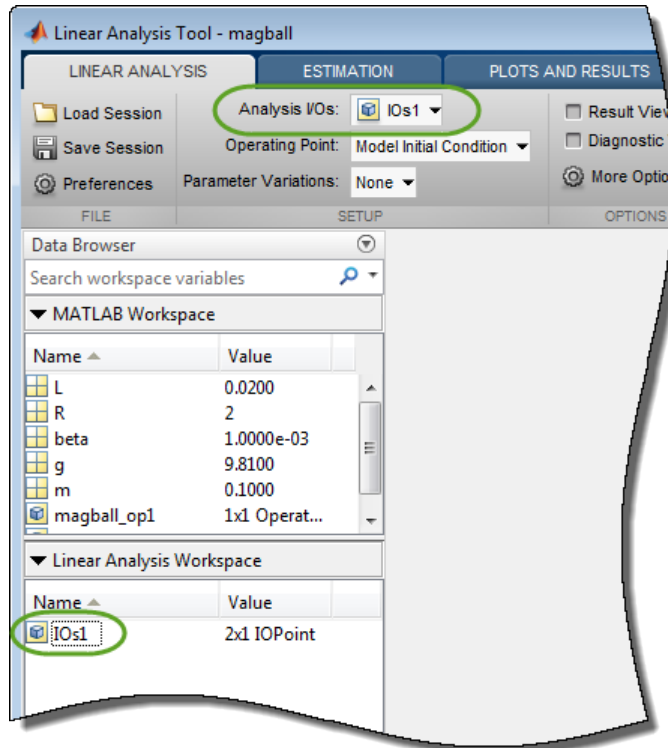 Linear Analysis Tool - magball
LINEAR ANALYSIS ESTIMATION PLOTS AND RESULTS
Load Session Analysis I/Os: IOs1 Result View
Save Session Operating Point: Model Initial Condition Diagnostic
Preferences Parameter Variations: None More Optio
FILE SETUP OPTIONS
Data Browser
Search workspace variables
MATLAB Workspace
Name Value
L 0.0200
R 2
beta 1.0000e-03
g 9.8100
m 0.1000
magball_op1 1x1 Operat...
Linear Analysis Workspace
Name Value
IOs1 2x1 IOPoint